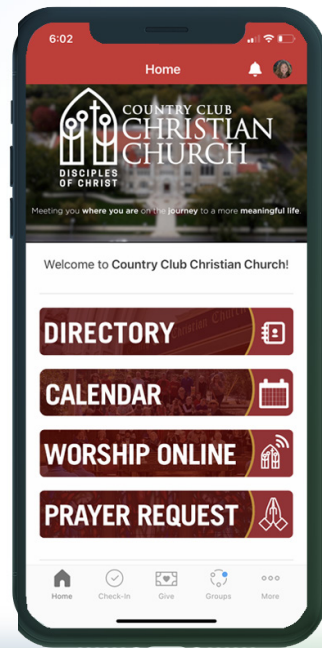 6:02
Home
COUNTRY CLUB
CHRISTIAN
CHURCH
DISCIPLES
OF CHRIST
Meeting you where you are on the journey to a more meaningful life.
Welcome to Country Club Christian Church!
DIRECTORY
CALENDAR
WORSHIP ONLINE
PRAYER REQUEST
Home Check-In Give Groups More